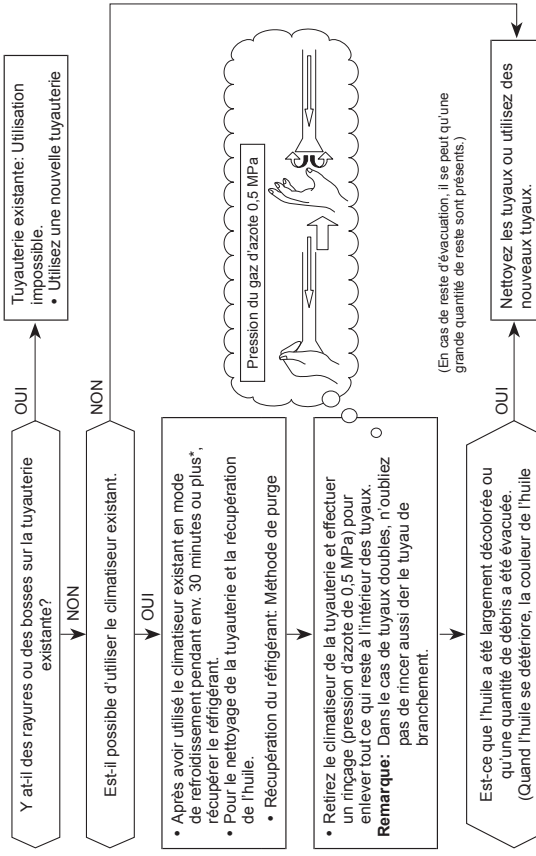 Y at-il des rayures ou des bosses sur la tuyauterie
existante?
OUI
Tuyauterie existante: Utilisation
impossible.
• Utilisez une nouvelle tuyauterie
NON
Est-il possible d'utiliser le climatiseur existant.
NON
OUI
• Après avoir utilisé le climatiseur existant en mode
de refroidissement pendant env. 30 minutes ou plus*,
récupérer le réfrigérant.
• Pour le nettoyage de la tuyauterie et la récupération
de l'huile.
• Récupération du réfrigérant: Méthode de purge
Pression du gaz d'azote 0,5 MPa
• Retirez le climatiseur de la tuyauterie et effectuer
un rinçage (pression d'azote de 0,5 MPa) pour
enlever tout ce qui reste à l'intérieur des tuyaux.
Remarque: Dans le cas de tuyaux doubles, n'oubliez
pas de rincer aussi der le tuyau de
branchement.
(En cas de reste d'évacuation, il se peut qu'une
grande quantité de reste sont présents.)
Est-ce que l'huile a été largement décolorée ou
qu'une quantité de débris a été évacuée.
(Quand l'huile se détériore, la couleur de l'huile
OUI
Nettoyez les tuyaux ou utilisez des
nouveaux tuyaux.